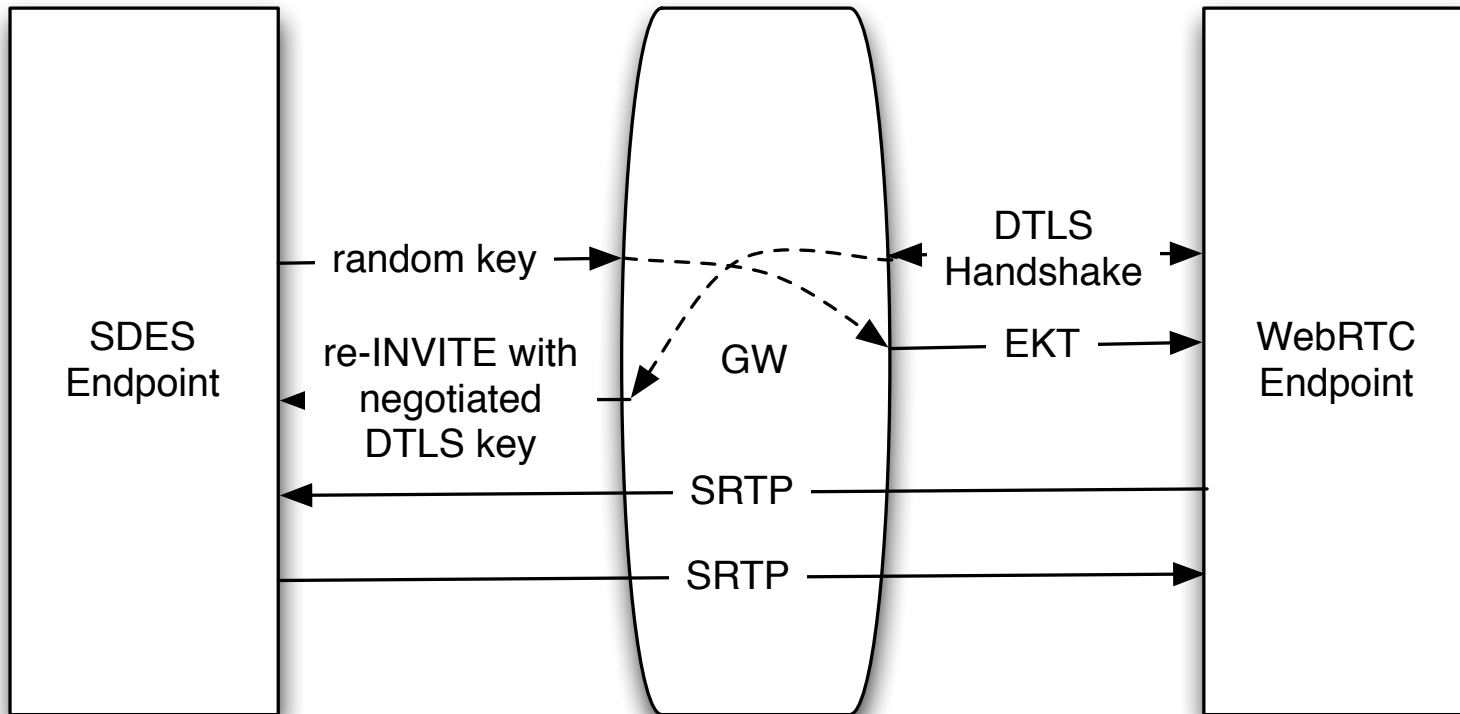 SDES
Endpoint
random key
re-INVITE with
negotiated
DTLS key
GW
DTLS
Handshake
EKT
WebRTC
Endpoint
SRTP
SRTP